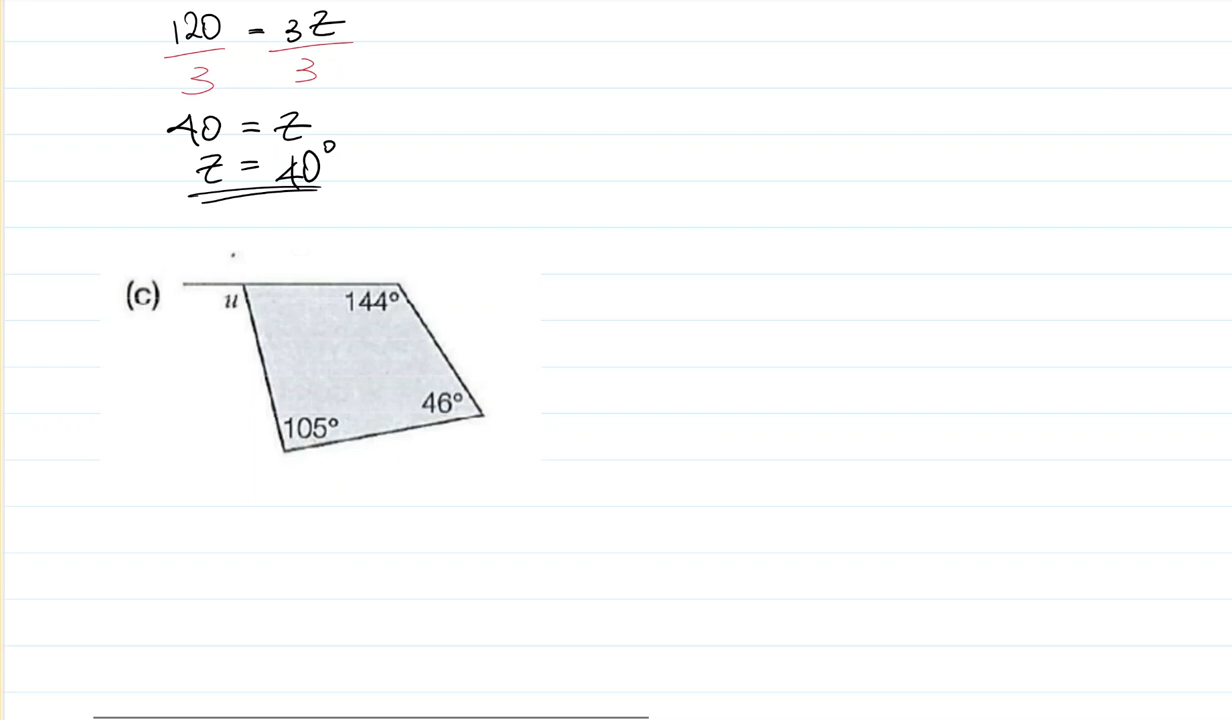 120 = 3z
3 3
40 = z
z = 40°
(c)
u 144°
46°
105°